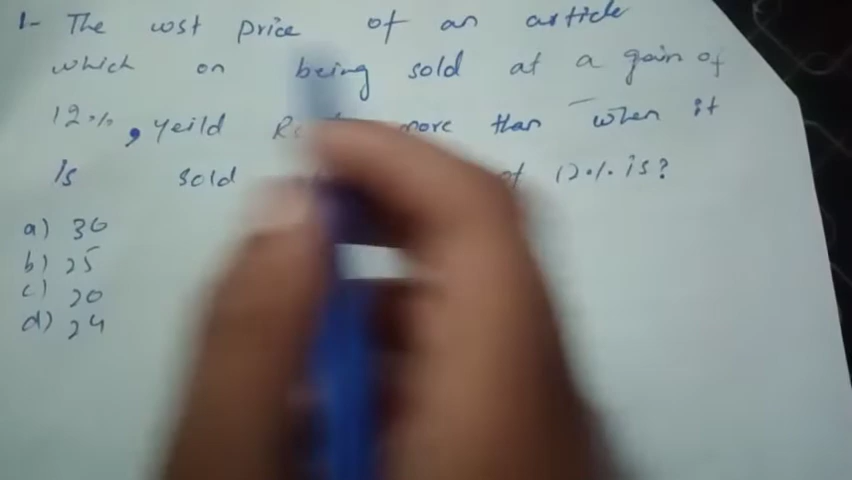 1- The cost price of an article
which on being sold at a gain of
12%, yeild more than when it
is sold of 12% is?
a) 30
b) 25
c) 20
d) 24